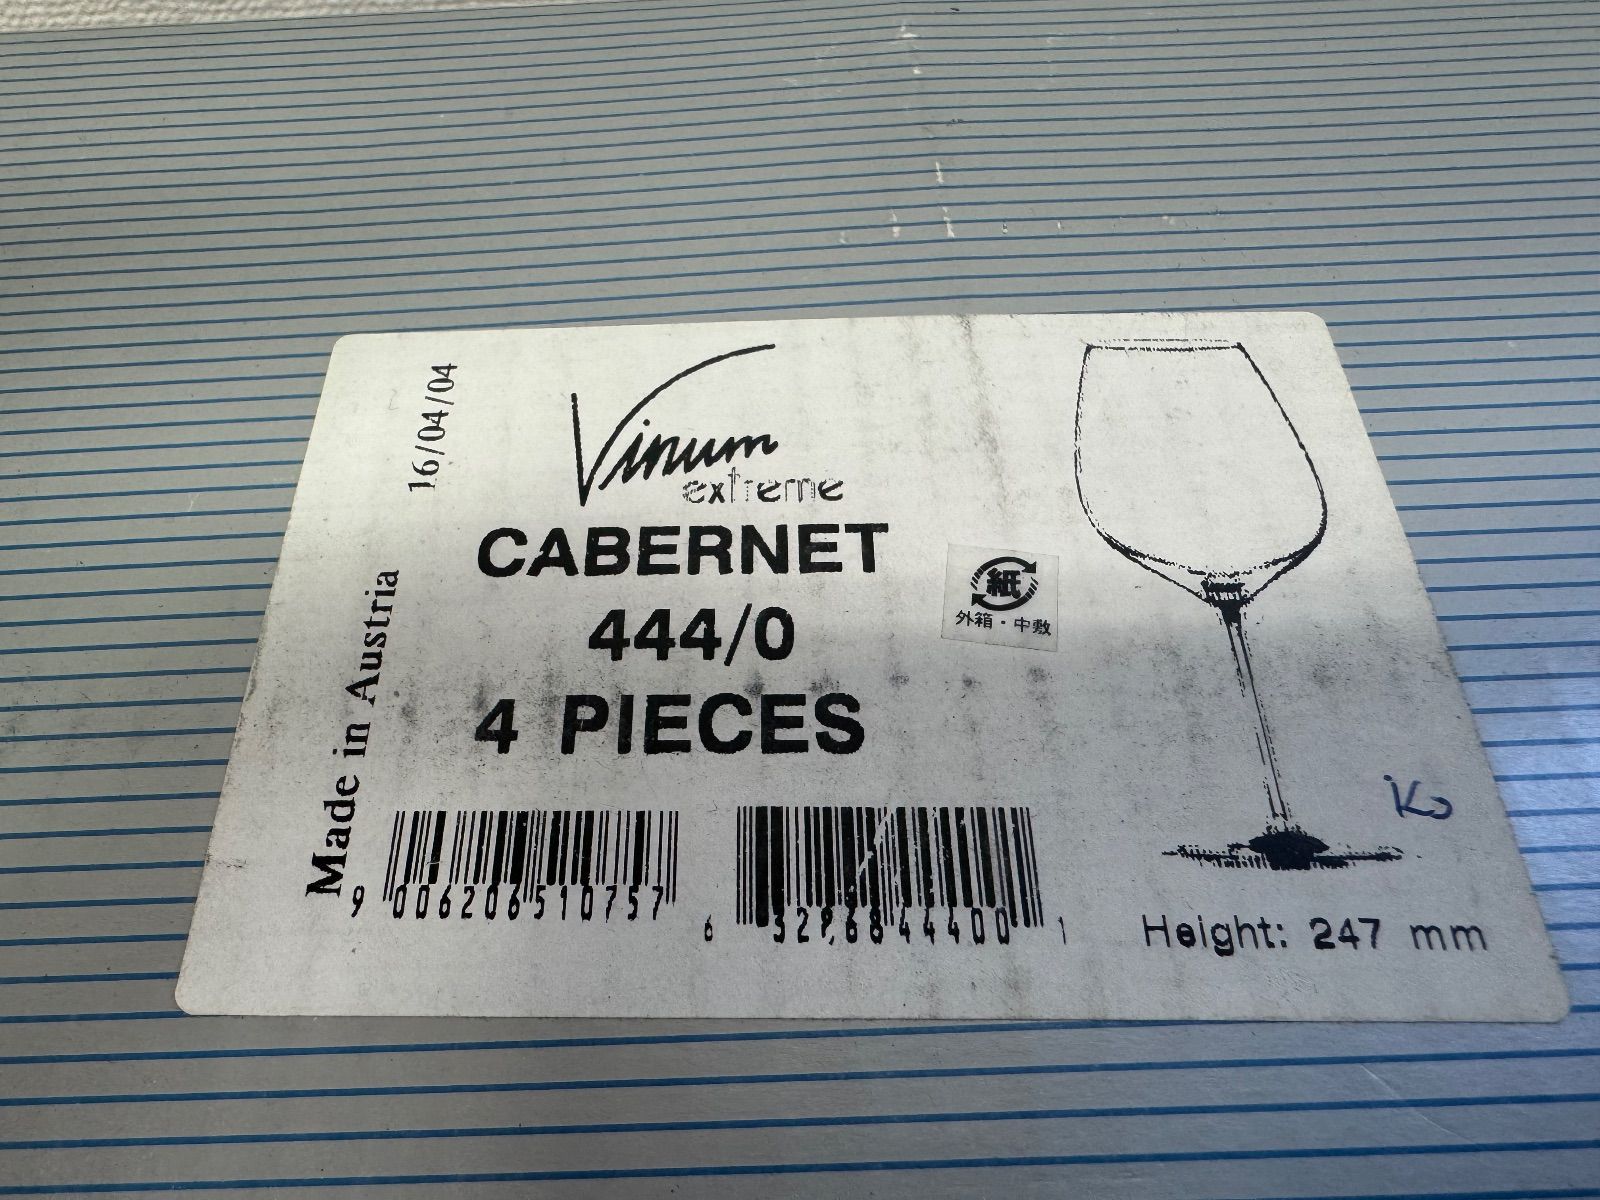 16/04/04
Made in Austria
Vinum
extreme
CABERNET
444/0
4 PIECES
紙
外箱・中敷
9 006206 510757
Height: 247 mm